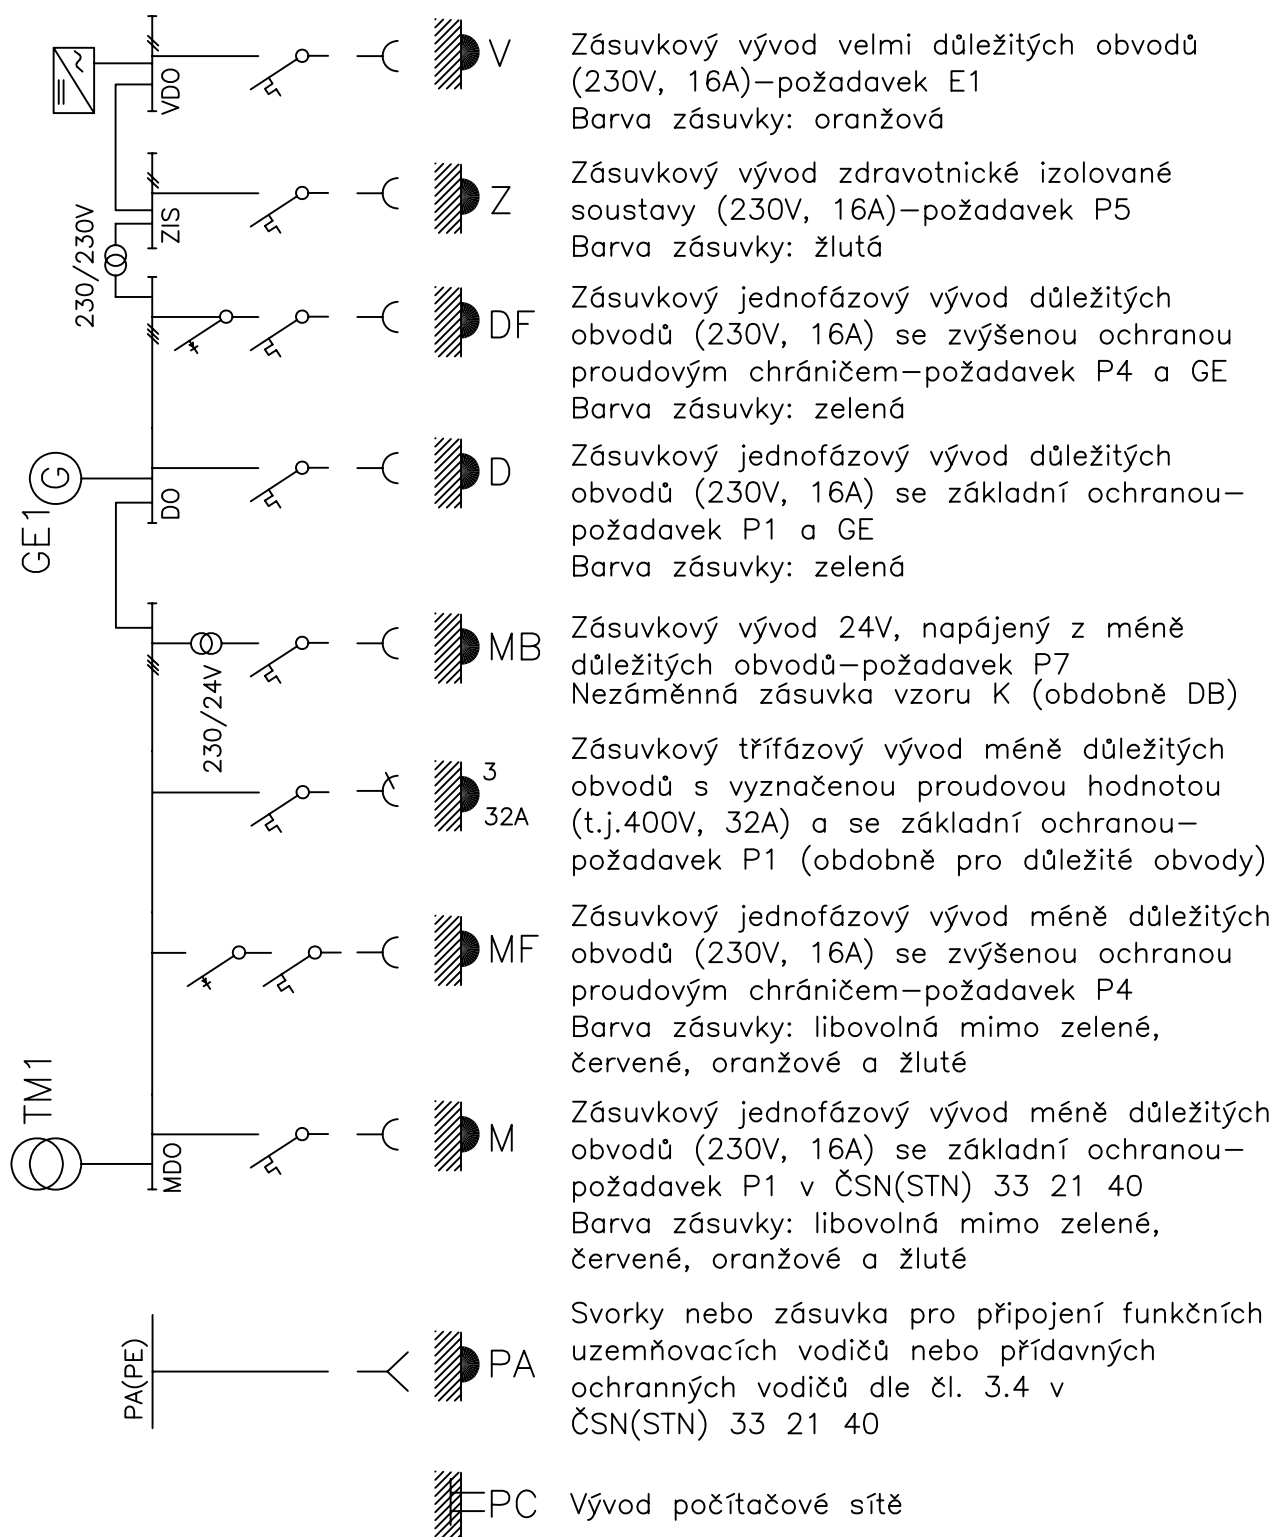 VDO
V
Zásuvkový vývod velmi důležitých obvodů
(230V, 16A)–požadavek E1
Barva zásuvky: oranžová
ZIS
Z
Zásuvkový vývod zdravotnické izolované
soustavy (230V, 16A)–požadavek P5
Barva zásuvky: žlutá
230/230V
DF
Zásuvkový jednofázový vývod důležitých
obvodů (230V, 16A) se zvýšenou ochranou
proudovým chráničem–požadavek P4 a GE
Barva zásuvky: zelená
GE1
G
DO
D
Zásuvkový jednofázový vývod důležitých
obvodů (230V, 16A) se základní ochranou–
požadavek P1 a GE
Barva zásuvky: zelená
230/24V
MB
Zásuvkový vývod 24V, napájený z méně
důležitých obvodů–požadavek P7
Nezáměnná zásuvka vzoru K (obdobně DB)
3
32A
Zásuvkový třífázový vývod méně důležitých
obvodů s vyznačenou proudovou hodnotou
(t.j.400V, 32A) a se základní ochranou–
požadavek P1 (obdobně pro důležité obvody)
MF
Zásuvkový jednofázový vývod méně důležitých
obvodů (230V, 16A) se zvýšenou ochranou
proudovým chráničem–požadavek P4
Barva zásuvky: libovolná mimo zelené,
červené, oranžové a žluté
TM1
MDO
M
Zásuvkový jednofázový vývod méně důležitých
obvodů (230V, 16A) se základní ochranou–
požadavek P1 v ČSN(STN) 33 21 40
Barva zásuvky: libovolná mimo zelené,
červené, oranžové a žluté
PA(PE)
PA
Svorky nebo zásuvka pro připojení funkčních
uzemňovacích vodičů nebo přídavných
ochranných vodičů dle čl. 3.4 v
ČSN(STN) 33 21 40
PC
Vývod počítačové sítě